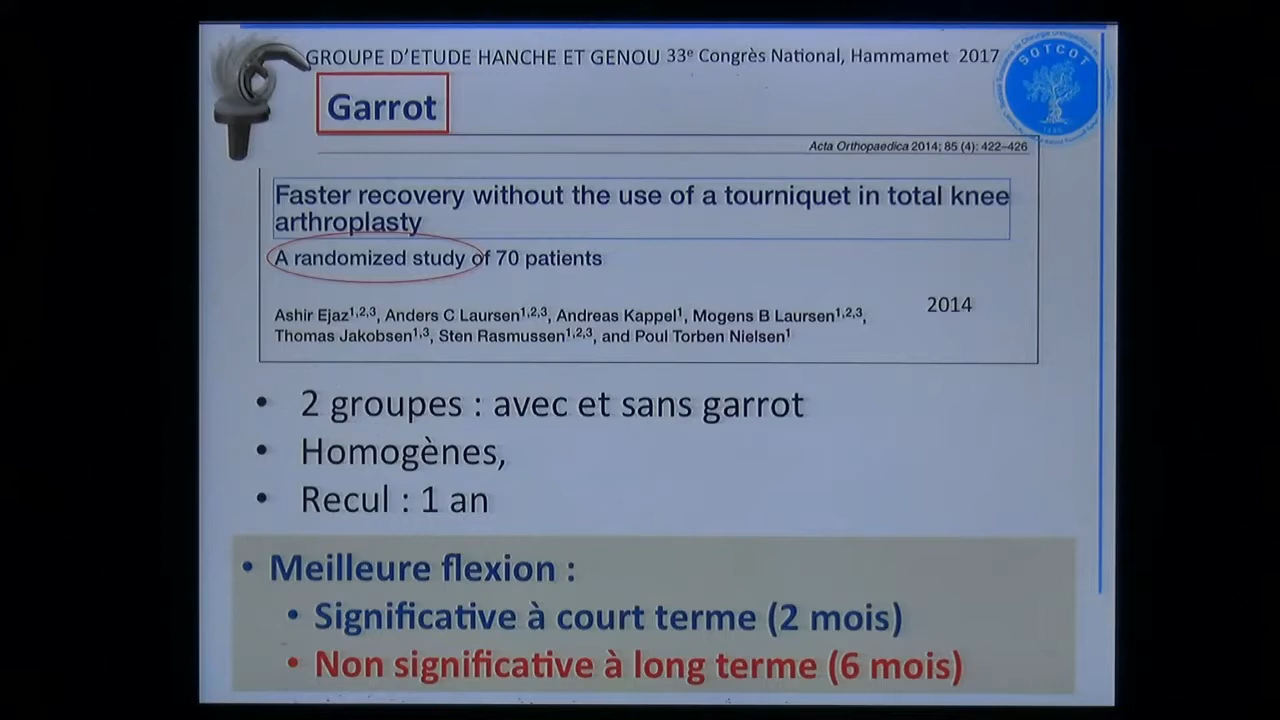 GROUPE D'ETUDE HANCHE ET GENOU 33e Congrès National, Hammamet 2017
SOTCOT
Garrot
Acta Orthopaedica 2014; 85 (4): 422–426
Faster recovery without the use of a tourniquet in total knee
arthroplasty
A randomized study of 70 patients
Ashir Ejaz1,2,3, Anders C Laursen1,2,3, Andreas Kappel1, Mogens B Laursen1,2,3,
Thomas Jakobsen1,3, Sten Rasmussen1,2,3, and Poul Torben Nielsen1
2014
• 2 groupes : avec et sans garrot
• Homogènes,
• Recul : 1 an
• Meilleure flexion :
• Significative à court terme (2 mois)
• Non significative à long terme (6 mois)